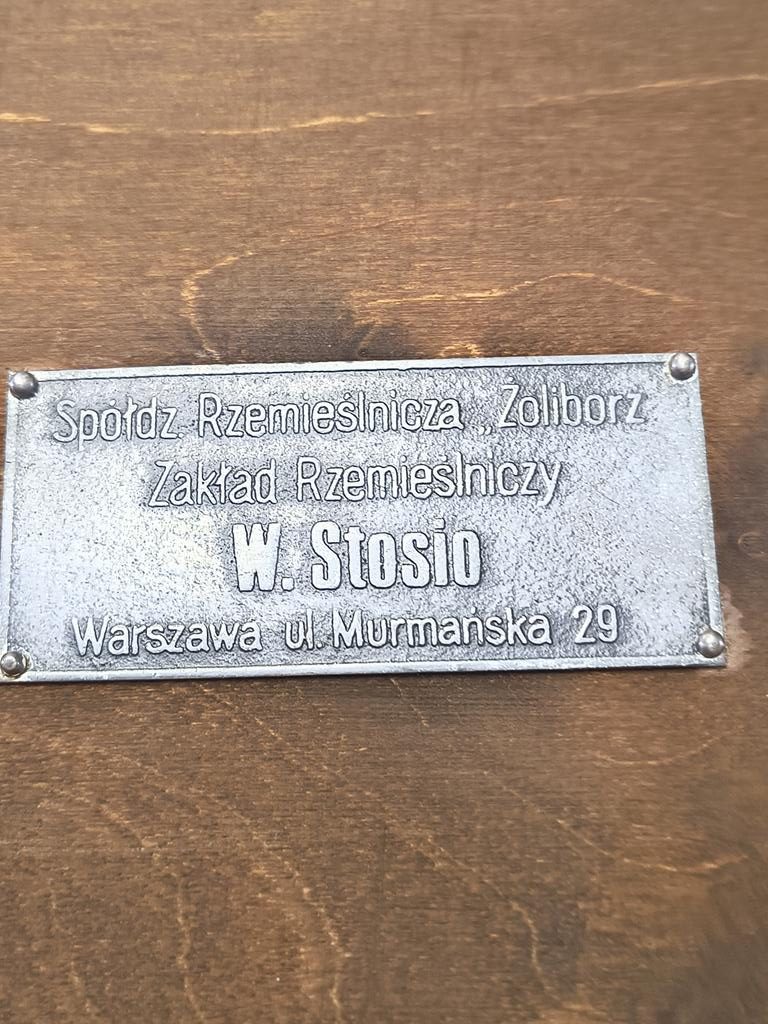 Spółdz. Rzemieślnicza „Żoliborz
Zakład Rzemieślniczy
W. Stosio
Warszawa ul. Murmańska 29